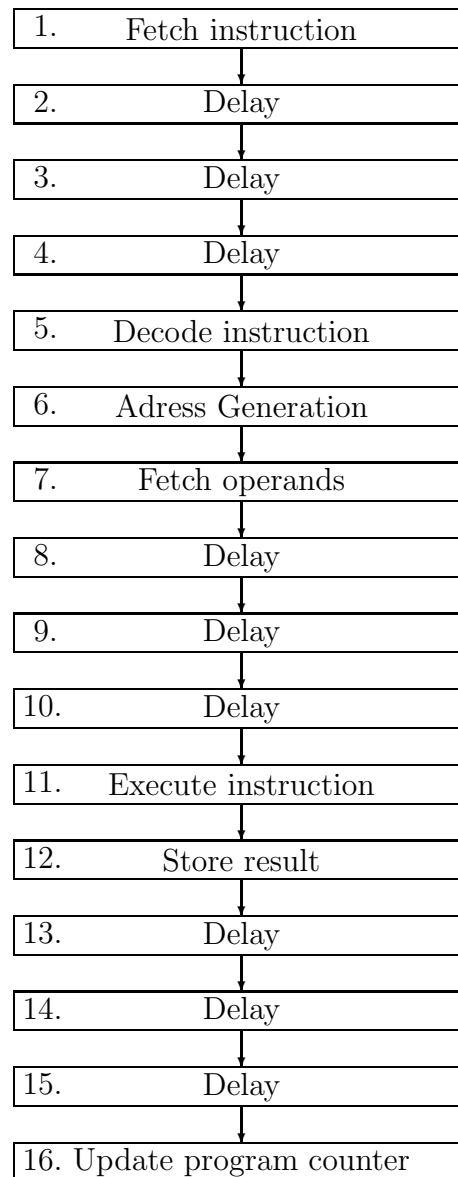 1. Fetch instruction
2. Delay
3. Delay
4. Delay
5. Decode instruction
6. Adress Generation
7. Fetch operands
8. Delay
9. Delay
10. Delay
11. Execute instruction
12. Store result
13. Delay
14. Delay
15. Delay
16. Update program counter